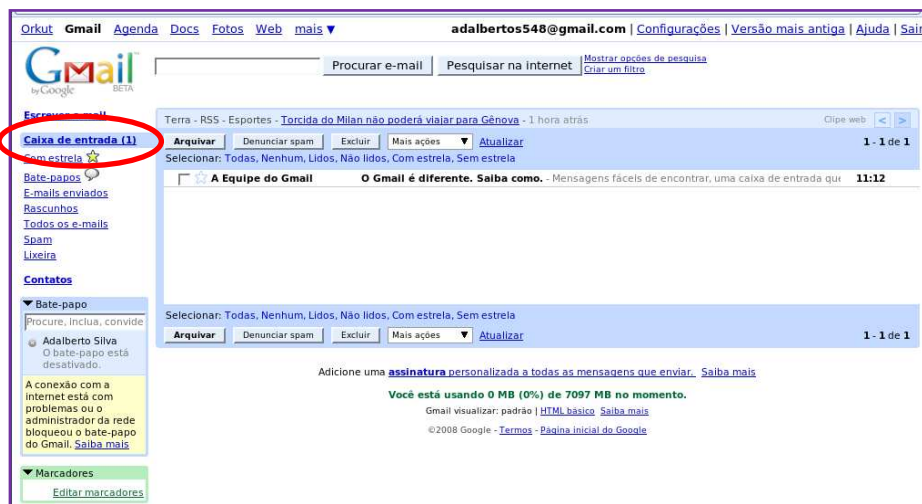 Orkut Gmail Agenda Docs Fotos Web mais ▼ adalbertos548@gmail.com | Configurações | Versão mais antiga | Ajuda | Sair
Gmail
by Google BETA
Procurar e-mail Pesquisar na internet Mostrar opções de pesquisa
Criar um filtro
Escrever e-mail
Caixa de entrada (1)
Com estrela
Bate-papos
E-mails enviados
Rascunhos
Todos os e-mails
Spam
Lixeira
Contatos
▼ Bate-papo
Procure, inclua, convide
Adalberto Silva
O bate-papo está
desativado.
A conexão com a
internet está com
problemas ou o
administrador da rede
bloqueou o bate-papo
do Gmail. Saiba mais
▼ Marcadores
Editar marcadores
Terra - RSS - Esportes - Torcida do Milan não poderá viajar para Gênova - 1 hora atrás Clipe web < >
Arquivar Denunciar spam Excluir Mais ações ▼ Atualizar 1 - 1 de 1
Selecionar: Todas, Nenhum, Lidos, Não lidos, Com estrela, Sem estrela
A Equipe do Gmail O Gmail é diferente. Saiba como. - Mensagens fáceis de encontrar, uma caixa de entrada que 11:12
Selecionar: Todas, Nenhum, Lidos, Não lidos, Com estrela, Sem estrela
Arquivar Denunciar spam Excluir Mais ações ▼ Atualizar 1 - 1 de 1
Adicione uma assinatura personalizada a todas as mensagens que enviar. Saiba mais
Você está usando 0 MB (0%) de 7097 MB no momento.
Gmail visualizar: padrão | HTML básico Saiba mais
©2008 Google - Termos - Página inicial do Google